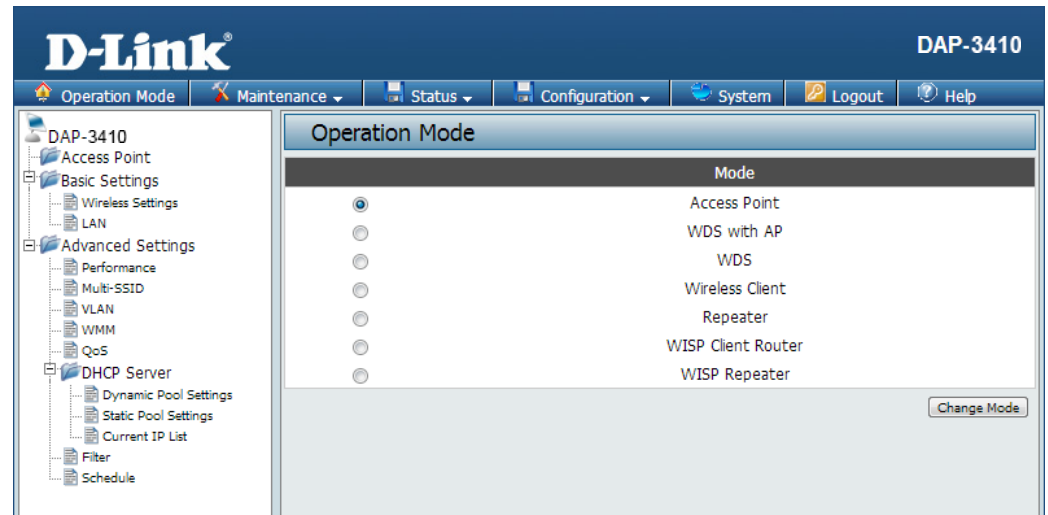 D-Link®
DAP-3410
Operation Mode Maintenance Status Configuration System Logout Help
DAP-3410
Access Point
Basic Settings
Wireless Settings
LAN
Advanced Settings
Performance
Multi-SSID
VLAN
WMM
QoS
DHCP Server
Dynamic Pool Settings
Static Pool Settings
Current IP List
Filter
Schedule
Operation Mode
Mode
Access Point
WDS with AP
WDS
Wireless Client
Repeater
WISP Client Router
WISP Repeater
Change Mode